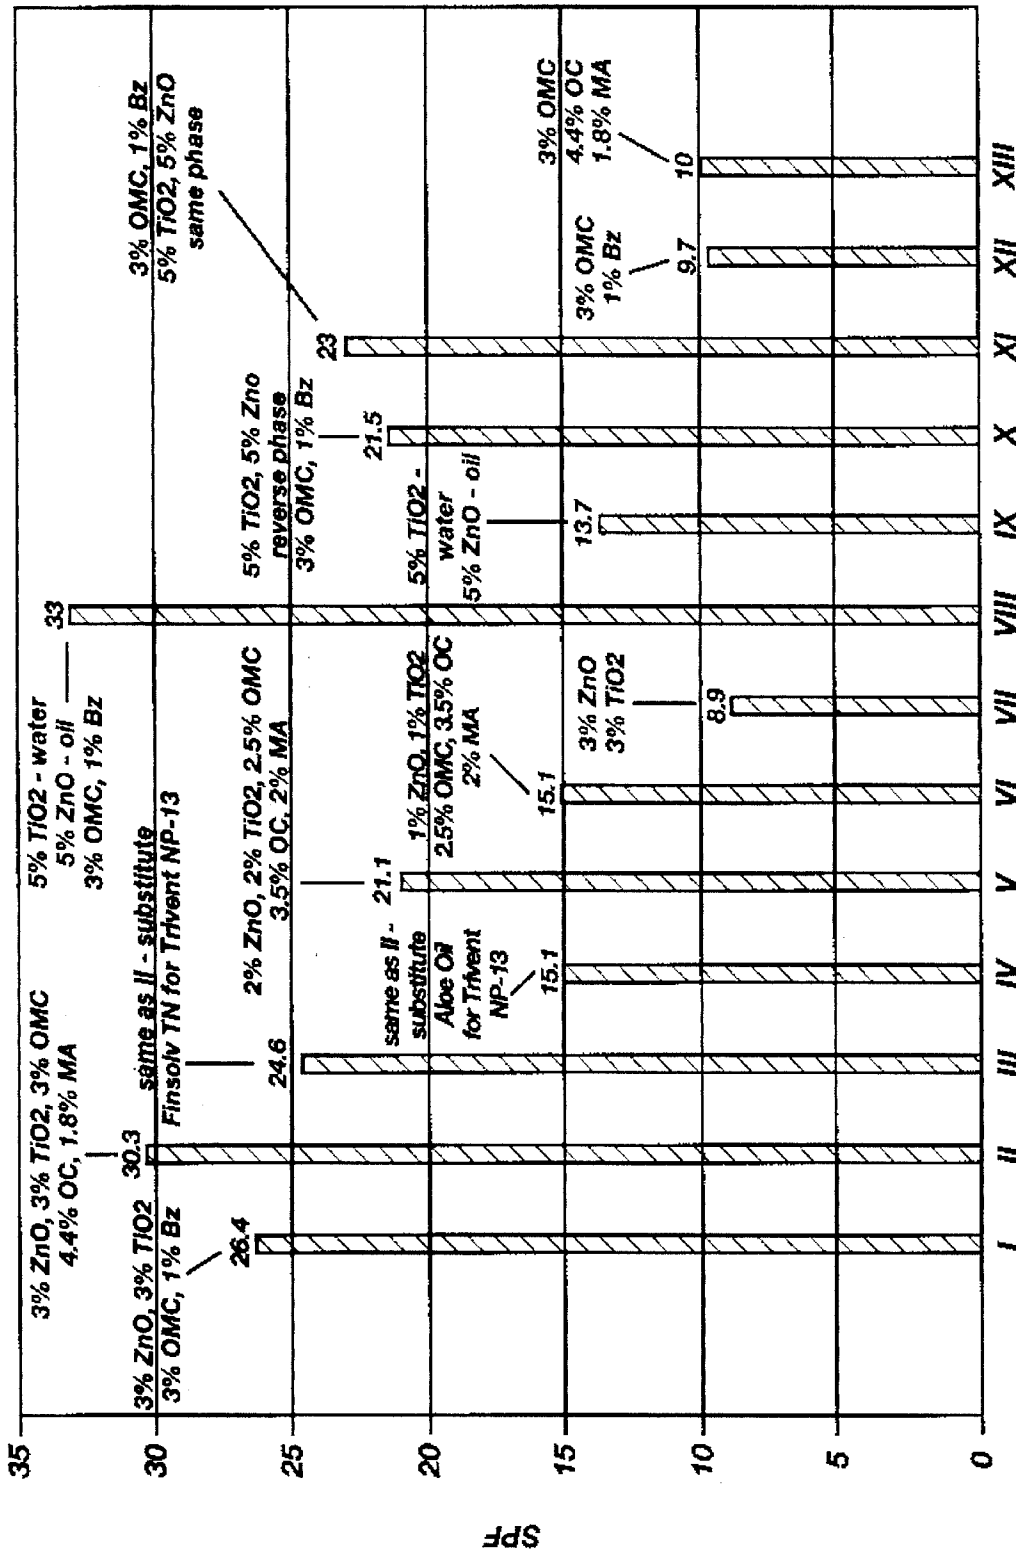 35
30
25
20
15
10
5
0
SPF
3% ZnO, 3% TiO2
3% OMC, 1% Bz
26.4
I
3% ZnO, 3% TiO2, 3% OMC
4.4% OC, 1.8% MA
30.3
II
same as II - substitute
Finsolv TN for Trivent NP-13
24.6
III
same as II -
substitute
Aloe Oil
for Trivent
NP-13
15.1
IV
2% ZnO, 2% TiO2, 2.5% OMC
3.5% OC, 2% MA
21.1
V
1% ZnO, 1% TiO2
2.5% OMC, 3.5% OC
2% MA
15.1
VI
3% ZnO
3% TiO2
8.9
VII
5% TiO2 - water
5% ZnO - oil
3% OMC, 1% Bz
33
VIII
5% TiO2 -
water
5% ZnO - oil
13.7
IX
5% TiO2, 5% Zno
reverse phase
3% OMC, 1% Bz
21.5
X
3% OMC, 1% Bz
5% TiO2, 5% ZnO
same phase
23
XI
3% OMC
1% Bz
9.7
XII
3% OMC
4.4% OC
1.8% MA
10
XIII